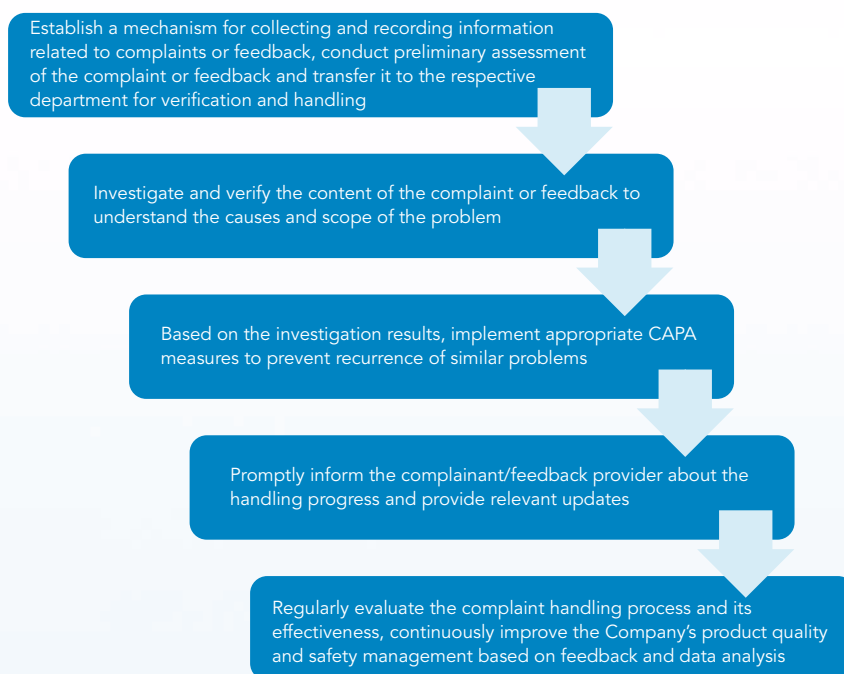 Establish a mechanism for collecting and recording information
related to complaints or feedback, conduct preliminary assessment
of the complaint or feedback and transfer it to the respective
department for verification and handling
Investigate and verify the content of the complaint or feedback to
understand the causes and scope of the problem
Based on the investigation results, implement appropriate CAPA
measures to prevent recurrence of similar problems
Promptly inform the complainant/feedback provider about the
handling progress and provide relevant updates
Regularly evaluate the complaint handling process and its
effectiveness, continuously improve the Company’s product quality
and safety management based on feedback and data analysis